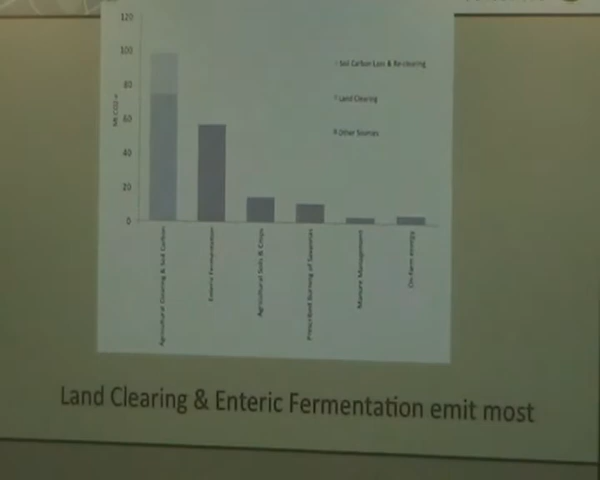 120
100
80
60
40
20
0
Mt CO2-e
Soil Carbon Loss & Re-clearing
Land Clearing
Other Sources
Agricultural Clearing & Soil Carbon
Enteric Fermentation
Agricultural Soils & Crops
Prescribed Burning of Savannas
Manure Management
On-farm energy
Land Clearing & Enteric Fermentation emit most